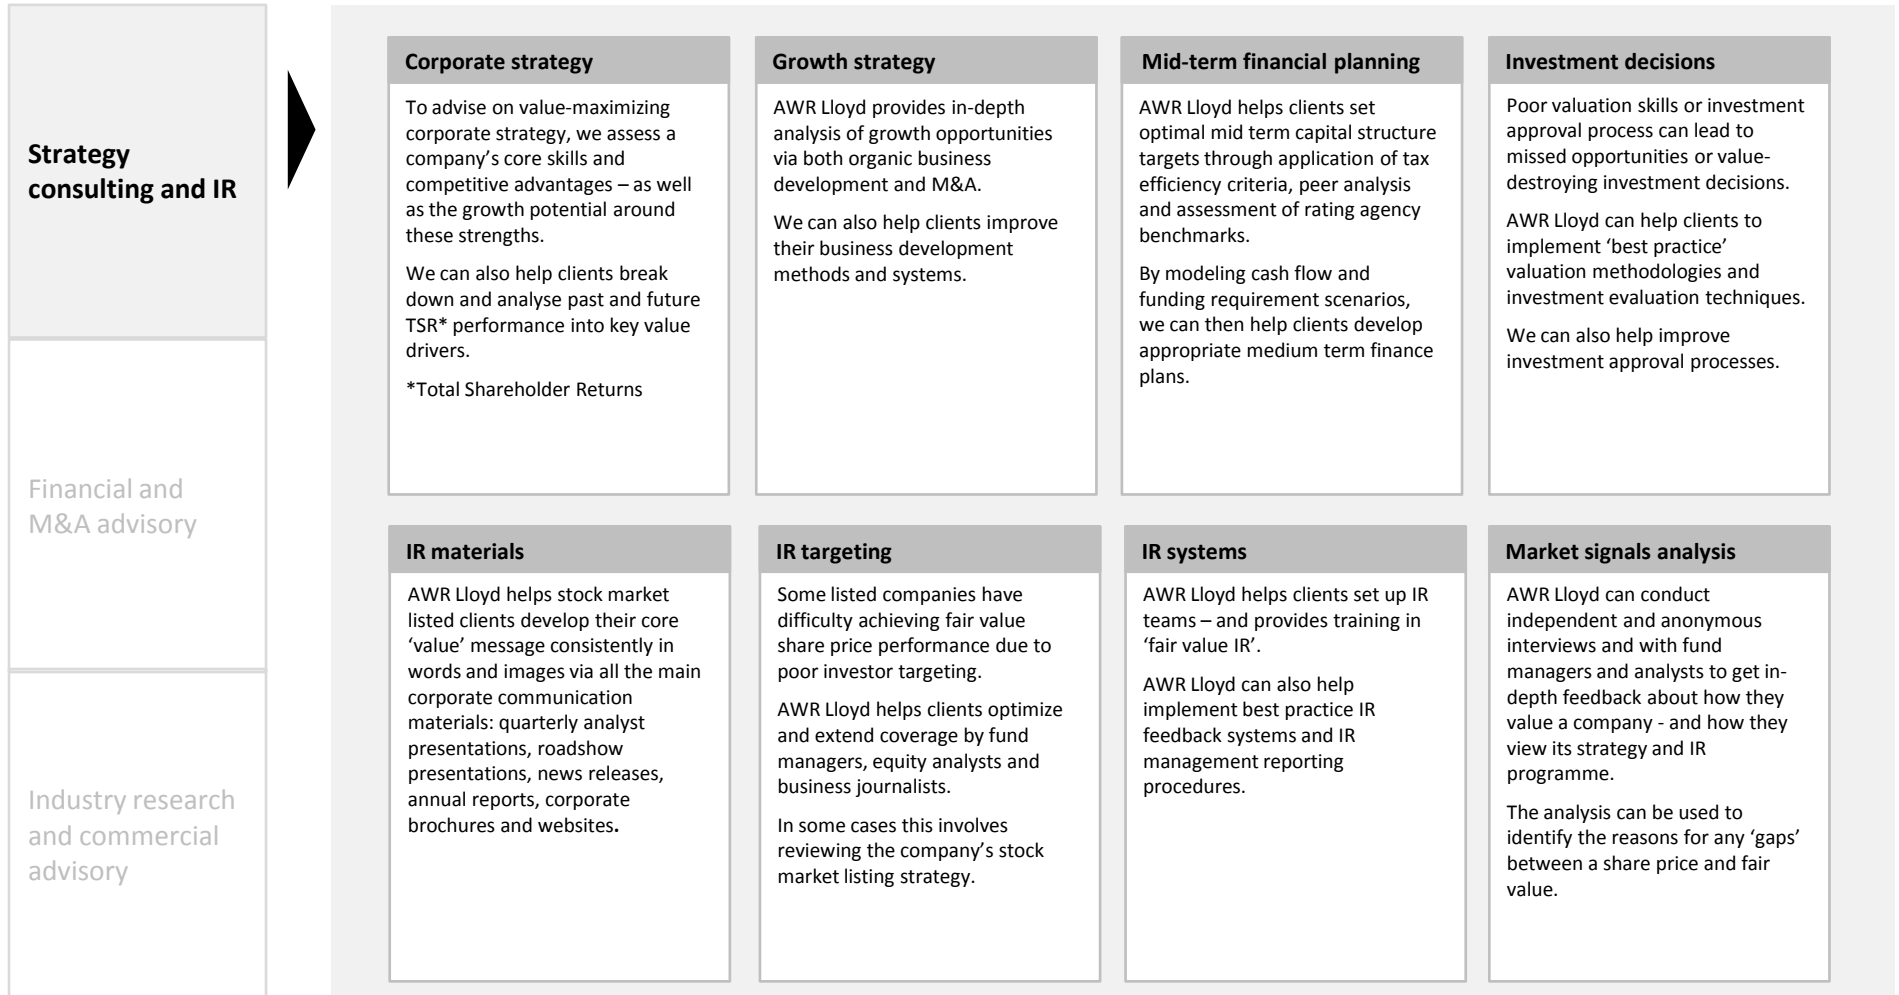 Strategy
consulting and IR
Financial and
M&A advisory
Industry research
and commercial
advisory
Corporate strategy
To advise on value-maximizing
corporate strategy, we assess a
company’s core skills and
competitive advantages – as well
as the growth potential around
these strengths.
We can also help clients break
down and analyse past and future
TSR* performance into key value
drivers.
*Total Shareholder Returns
Growth strategy
AWR Lloyd provides in-depth
analysis of growth opportunities
via both organic business
development and M&A.
We can also help clients improve
their business development
methods and systems.
Mid-term financial planning
AWR Lloyd helps clients set
optimal mid term capital structure
targets through application of tax
efficiency criteria, peer analysis
and assessment of rating agency
benchmarks.
By modeling cash flow and
funding requirement scenarios,
we can then help clients develop
appropriate medium term finance
plans.
Investment decisions
Poor valuation skills or investment
approval process can lead to
missed opportunities or value-
destroying investment decisions.
AWR Lloyd can help clients to
implement ‘best practice’
valuation methodologies and
investment evaluation techniques.
We can also help improve
investment approval processes.
IR materials
AWR Lloyd helps stock market
listed clients develop their core
‘value’ message consistently in
words and images via all the main
corporate communication
materials: quarterly analyst
presentations, roadshow
presentations, news releases,
annual reports, corporate
brochures and websites.
IR targeting
Some listed companies have
difficulty achieving fair value
share price performance due to
poor investor targeting.
AWR Lloyd helps clients optimize
and extend coverage by fund
managers, equity analysts and
business journalists.
In some cases this involves
reviewing the company’s stock
market listing strategy.
IR systems
AWR Lloyd helps clients set up IR
teams – and provides training in
‘fair value IR’.
AWR Lloyd can also help
implement best practice IR
feedback systems and IR
management reporting
procedures.
Market signals analysis
AWR Lloyd can conduct
independent and anonymous
interviews and with fund
managers and analysts to get in-
depth feedback about how they
value a company - and how they
view its strategy and IR
programme.
The analysis can be used to
identify the reasons for any ‘gaps’
between a share price and fair
value.